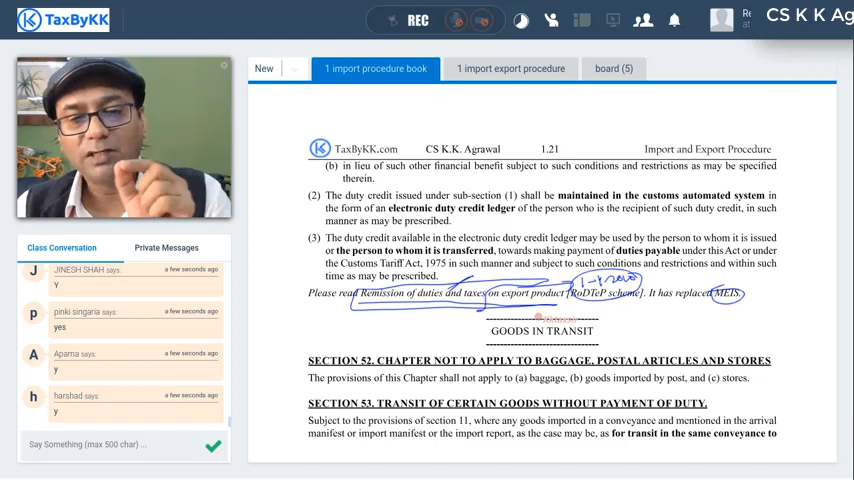 TaxByKK
REC
Re
at
CS K K Ag
New
1 import procedure book
1 import export procedure
board (5)
TaxByKK.com CS K.K. Agrawal 1.21 Import and Export Procedure
(b) in lieu of such other financial benefit subject to such conditions and restrictions as may be specified
therein.
(2) The duty credit issued under sub-section (1) shall be maintained in the customs automated system in
the form of an electronic duty credit ledger of the person who is the recipient of such duty credit, in such
manner as may be prescribed.
(3) The duty credit available in the electronic duty credit ledger may be used by the person to whom it is issued
or the person to whom it is transferred, towards making payment of duties payable under this Act or under
the Customs Tariff Act, 1975 in such manner and subject to such conditions and restrictions and within such
time as may be prescribed.
Please read Remission of duties and taxes on export product [RoDTeP scheme]. It has replaced MEIS.
GOODS IN TRANSIT
SECTION 52. CHAPTER NOT TO APPLY TO BAGGAGE, POSTAL ARTICLES AND STORES
The provisions of this Chapter shall not apply to (a) baggage, (b) goods imported by post, and (c) stores.
SECTION 53. TRANSIT OF CERTAIN GOODS WITHOUT PAYMENT OF DUTY.
Subject to the provisions of section 11, where any goods imported in a conveyance and mentioned in the arrival
manifest or import manifest or the import report, as the case may be, as for transit in the same conveyance to
Class Conversation
Private Messages
J JINESH SHAH says: a few seconds ago
Y
p pinki singaria says: a few seconds ago
yes
A Aparna says: a few seconds ago
y
h harshad says: a few seconds ago
y
Say Something (max 500 char) ...